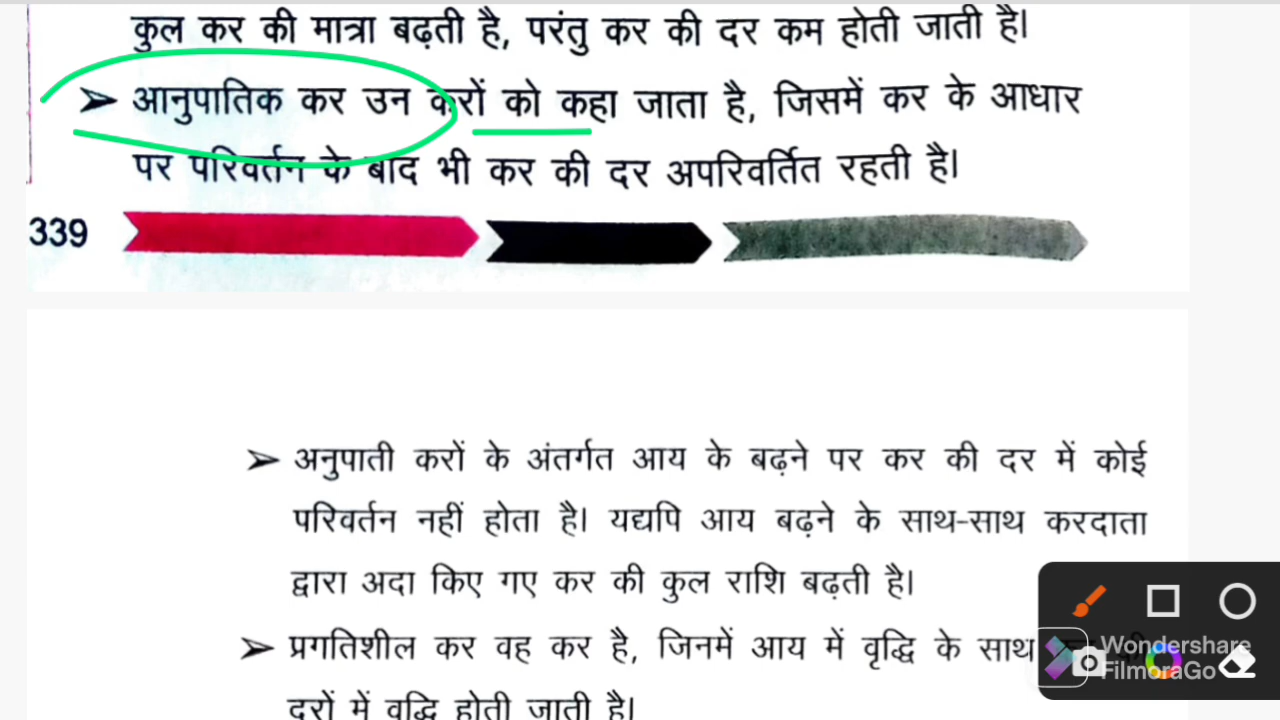 कुल कर की मात्रा बढ़ती है, परंतु कर की दर कम होती जाती है।
➢ आनुपातिक कर उन करों को कहा जाता है, जिसमें कर के आधार
पर परिवर्तन के बाद भी कर की दर अपरिवर्तित रहती है।
339
➢ अनुपाती करों के अंतर्गत आय के बढ़ने पर कर की दर में कोई
परिवर्तन नहीं होता है। यद्यपि आय बढ़ने के साथ-साथ करदाता
द्वारा अदा किए गए कर की कुल राशि बढ़ती है।
➢ प्रगतिशील कर वह कर है, जिनमें आय में वृद्धि के साथ
दरों में वृद्धि होती जाती है।
Wondershare
FilmoraGo